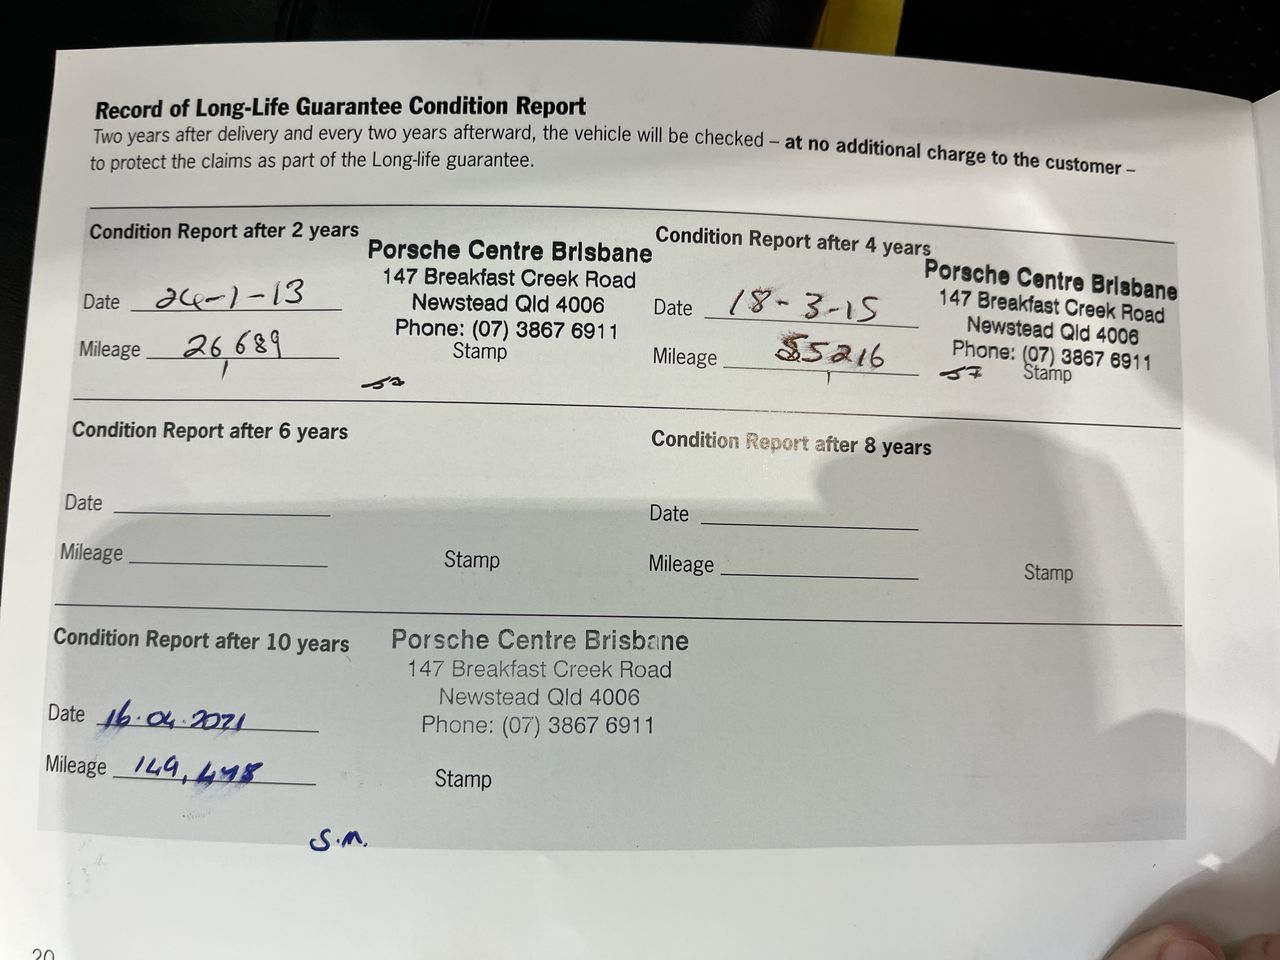 Record of Long-Life Guarantee Condition Report
Two years after delivery and every two years afterward, the vehicle will be checked – at no additional charge to the customer –
to protect the claims as part of the Long-life guarantee.
Condition Report after 2 years
Porsche Centre Brisbane
147 Breakfast Creek Road
Newstead Qld 4006
Phone: (07) 3867 6911
Date 24-1-13
Mileage 26,689
Stamp
Condition Report after 4 years
Porsche Centre Brisbane
147 Breakfast Creek Road
Newstead Qld 4006
Phone: (07) 3867 6911
Date 18-3-15
Mileage 55,216
Stamp
Condition Report after 6 years
Date
Mileage
Stamp
Condition Report after 8 years
Date
Mileage
Stamp
Condition Report after 10 years
Porsche Centre Brisbane
147 Breakfast Creek Road
Newstead Qld 4006
Phone: (07) 3867 6911
Date 16.04.2021
Mileage 149,448
Stamp
S.M.
20